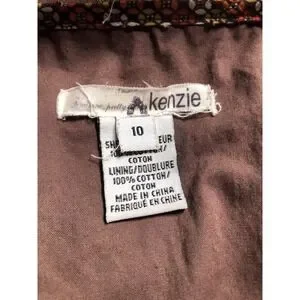 kenzie
10
COTON
LINING/DOUBLURE
100% COTTON/
COTON
MADE IN CHINA
FABRIQUÉ EN CHINE